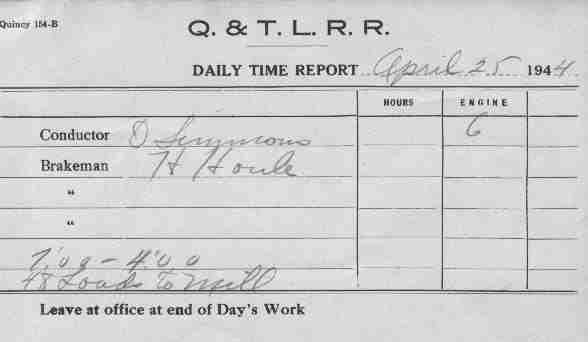 Quincy 154-B
Q. & T. L. R. R.
DAILY TIME REPORT April 25 1944.
HOURS ENGINE
Conductor O Simmons 6
Brakeman H Houle
"
"
7:00 - 4:00
48 Loads To Mill
Leave at office at end of Day's Work